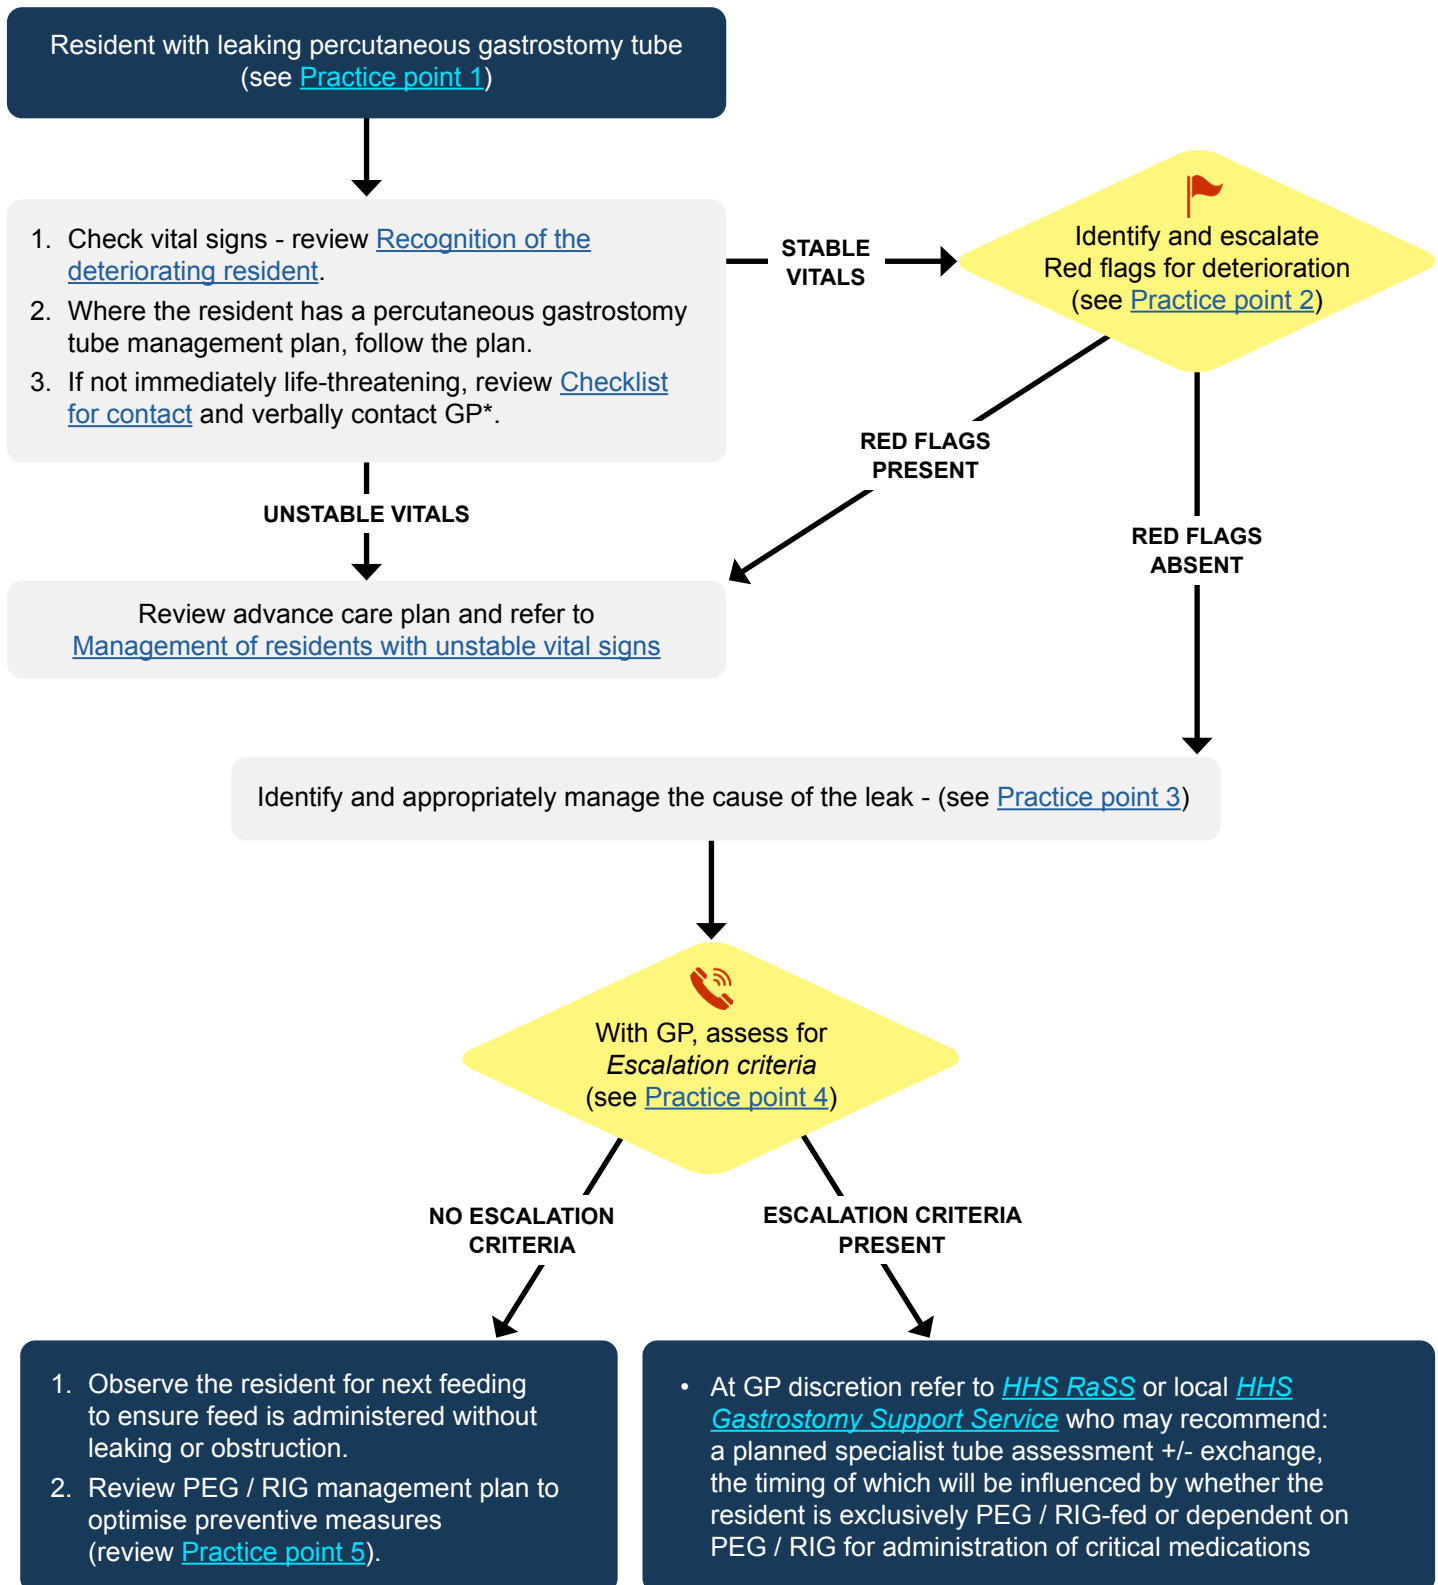 Resident with leaking percutaneous gastrostomy tube
(see Practice point 1)
1. Check vital signs - review Recognition of the
deteriorating resident.
2. Where the resident has a percutaneous gastrostomy
tube management plan, follow the plan.
3. If not immediately life-threatening, review Checklist
for contact and verbally contact GP*.
STABLE
VITALS
Identify and escalate
Red flags for deterioration
(see Practice point 2)
UNSTABLE VITALS
RED FLAGS
PRESENT
RED FLAGS
ABSENT
Review advance care plan and refer to
Management of residents with unstable vital signs
Identify and appropriately manage the cause of the leak - (see Practice point 3)
With GP, assess for
Escalation criteria
(see Practice point 4)
NO ESCALATION
CRITERIA
ESCALATION CRITERIA
PRESENT
1. Observe the resident for next feeding
to ensure feed is administered without
leaking or obstruction.
2. Review PEG / RIG management plan to
optimise preventive measures
(review Practice point 5).
• At GP discretion refer to HHS RaSS or local HHS
Gastrostomy Support Service who may recommend:
a planned specialist tube assessment +/- exchange,
the timing of which will be influenced by whether the
resident is exclusively PEG / RIG-fed or dependent on
PEG / RIG for administration of critical medications